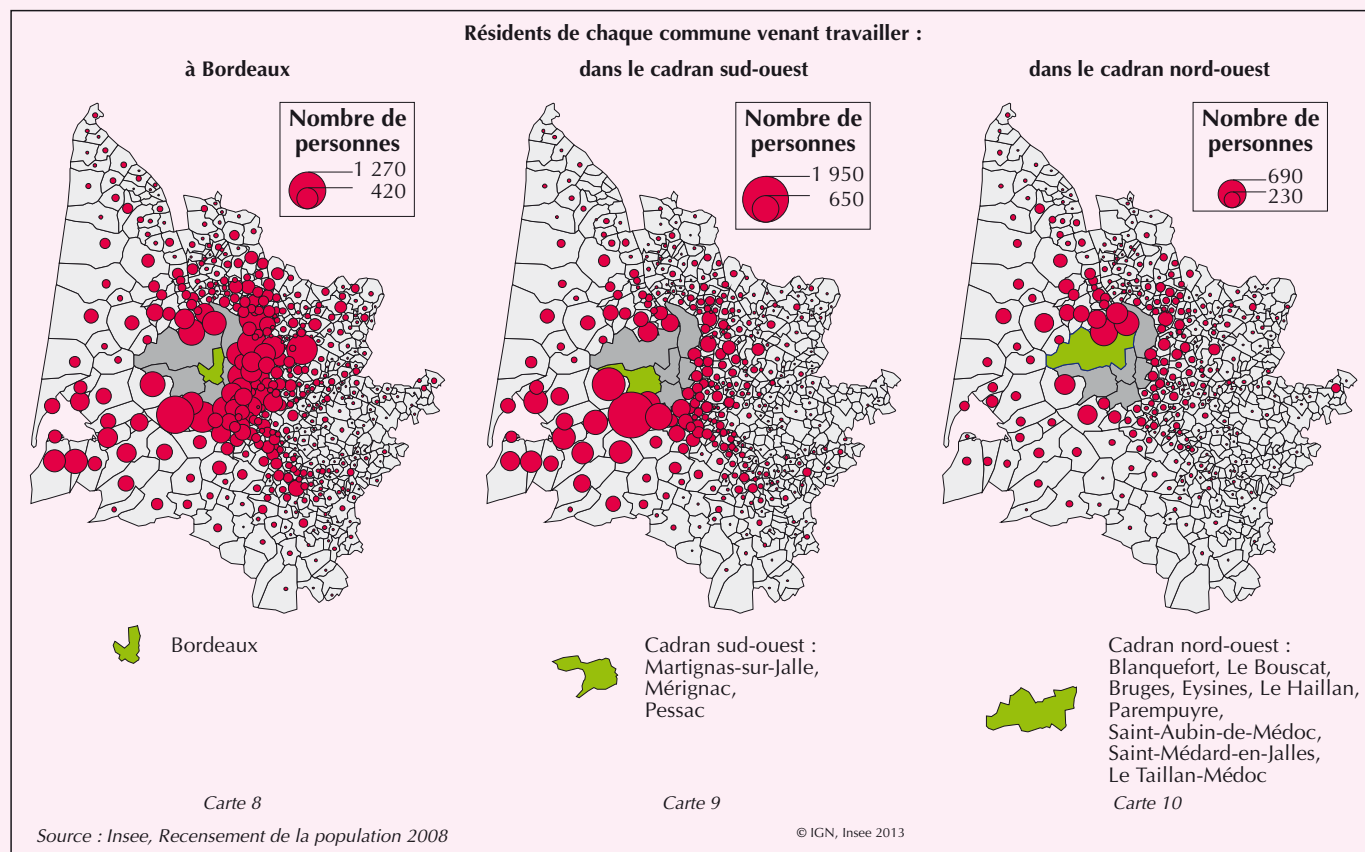 Résidents de chaque commune venant travailler :
à Bordeaux
dans le cadran sud-ouest
dans le cadran nord-ouest
Nombre de
personnes
1 270
420
Nombre de
personnes
1 950
650
Nombre de
personnes
690
230
Bordeaux
Cadran sud-ouest :
Martignas-sur-Jalle,
Mérignac,
Pessac
Cadran nord-ouest :
Blanquefort, Le Bouscat,
Bruges, Eysines, Le Haillan,
Parempuyre,
Saint-Aubin-de-Médoc,
Saint-Médard-en-Jalles,
Le Taillan-Médoc
Carte 8
Carte 9
Carte 10
Source : Insee, Recensement de la population 2008
© IGN, Insee 2013